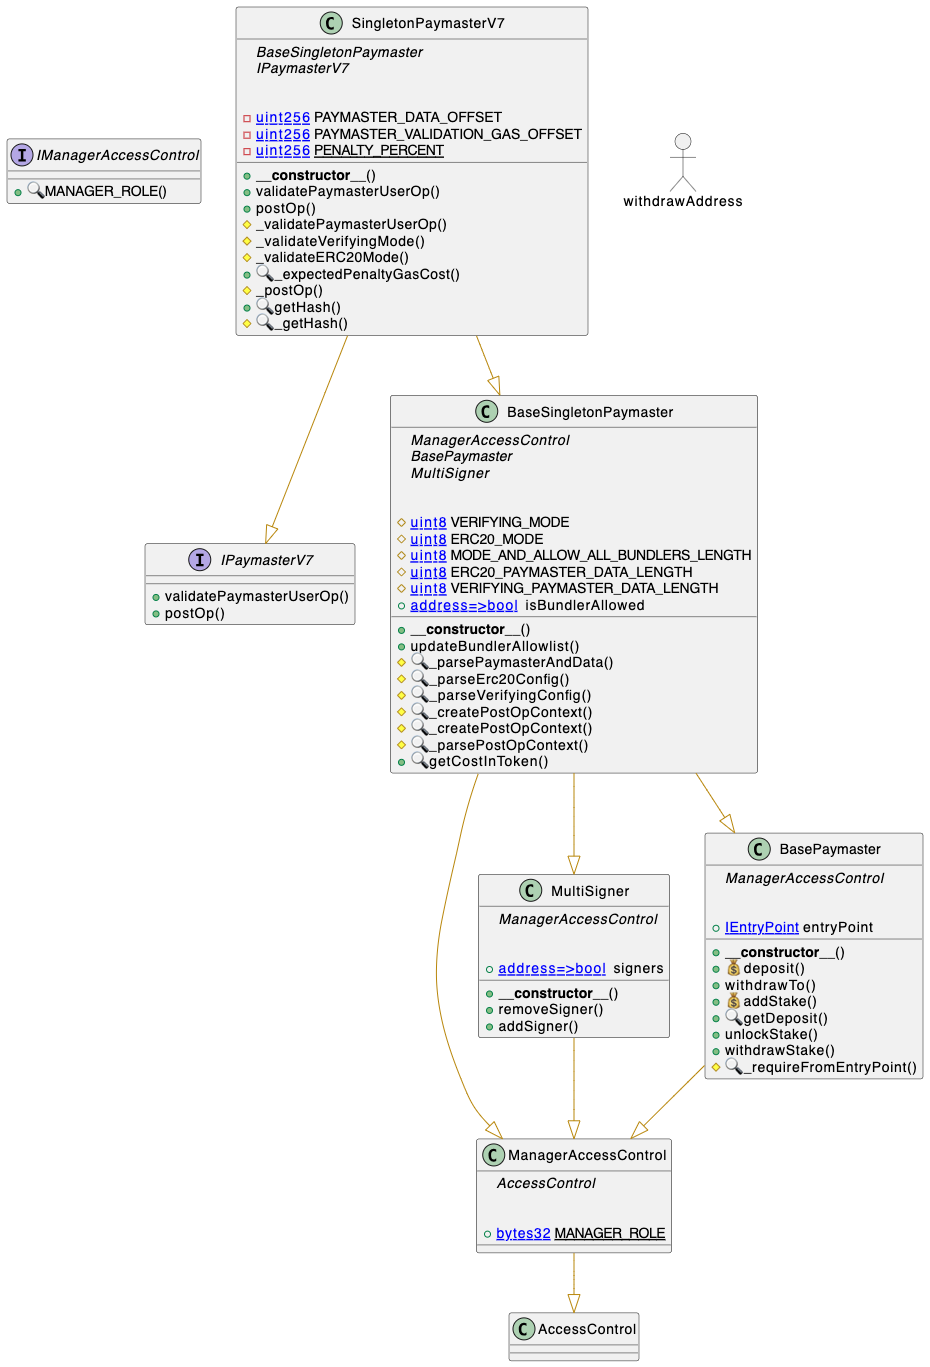 SingletonPaymasterV7
BaseSingletonPaymaster
IPaymasterV7
uint256 PAYMASTER_DATA_OFFSET
uint256 PAYMASTER_VALIDATION_GAS_OFFSET
uint256 PENALTY_PERCENT
__constructor__()
validatePaymasterUserOp()
postOp()
_validatePaymasterUserOp()
_validateVerifyingMode()
_validateERC20Mode()
🔍_expectedPenaltyGasCost()
_postOp()
🔍getHash()
🔍_getHash()
IManagerAccessControl
🔍MANAGER_ROLE()
withdrawAddress
BaseSingletonPaymaster
ManagerAccessControl
BasePaymaster
MultiSigner
uint8 VERIFYING_MODE
uint8 ERC20_MODE
uint8 MODE_AND_ALLOW_ALL_BUNDLERS_LENGTH
uint8 ERC20_PAYMASTER_DATA_LENGTH
uint8 VERIFYING_PAYMASTER_DATA_LENGTH
address=>bool isBundlerAllowed
__constructor__()
updateBundlerAllowlist()
🔍_parsePaymasterAndData()
🔍_parseErc20Config()
🔍_parseVerifyingConfig()
🔍_createPostOpContext()
🔍_createPostOpContext()
🔍_parsePostOpContext()
🔍getCostInToken()
IPaymasterV7
validatePaymasterUserOp()
postOp()
BasePaymaster
ManagerAccessControl
IEntryPoint entryPoint
__constructor__()
💰deposit()
withdrawTo()
💰addStake()
🔍getDeposit()
unlockStake()
withdrawStake()
🔍_requireFromEntryPoint()
MultiSigner
ManagerAccessControl
address=>bool signers
__constructor__()
removeSigner()
addSigner()
ManagerAccessControl
AccessControl
bytes32 MANAGER_ROLE
AccessControl